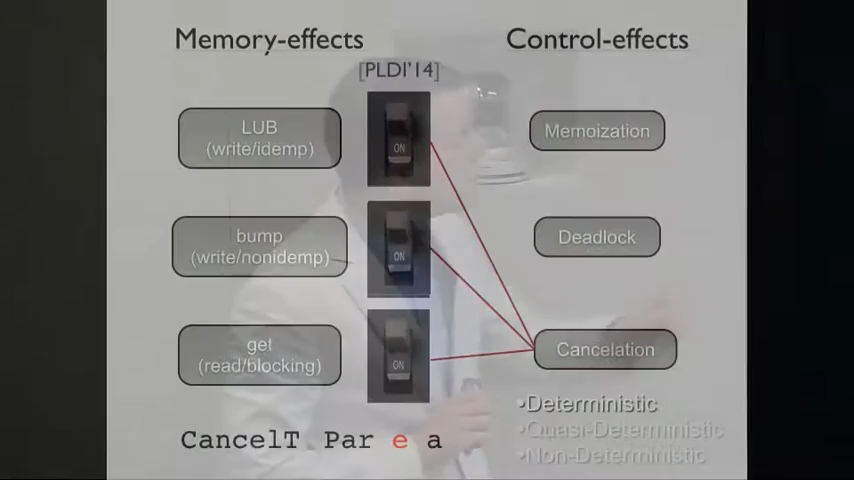 Memory-effects
Control-effects
[PLDI'14]
LUB
(write/idemp)
ON
Memoization
bump
(write/nonidemp)
ON
Deadlock
get
(read/blocking)
ON
Cancelation
•Deterministic
•Quasi-Deterministic
•Non-Deterministic
CancelT Par e a